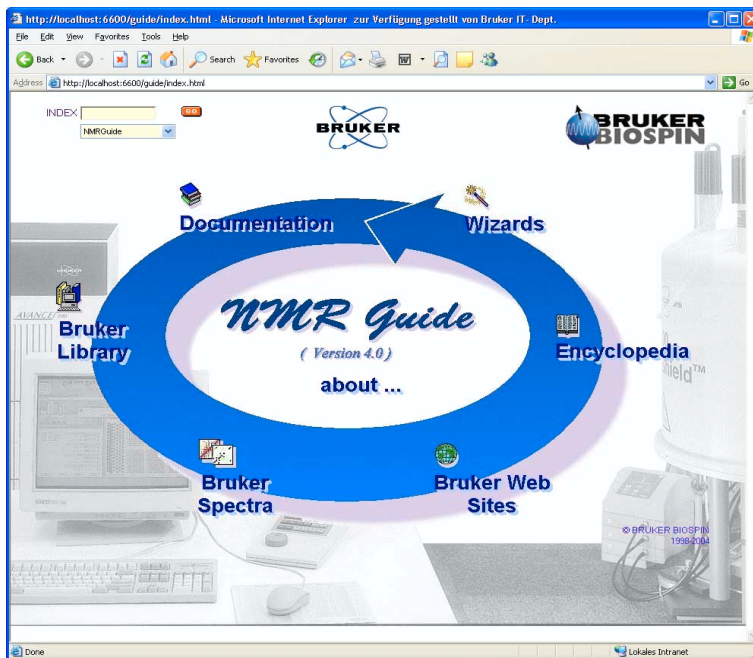 http://localhost:6600/guide/index.html - Microsoft Internet Explorer zur Verfügung gestellt von Bruker IT- Dept.
File Edit View Favorites Tools Help
Back Search Favorites
Address http://localhost:6600/guide/index.html Go
INDEX GO
NMRGuide
BRUKER
BRUKER
BIOSPIN
Documentation
Wizards
Bruker
Library
AVANCE
NMR Guide
( Version 4.0 )
about ...
Encyclopedia
Bruker
Spectra
Bruker Web
Sites
© BRUKER BIOSPIN
1998-2004
Done Lokales Intranet